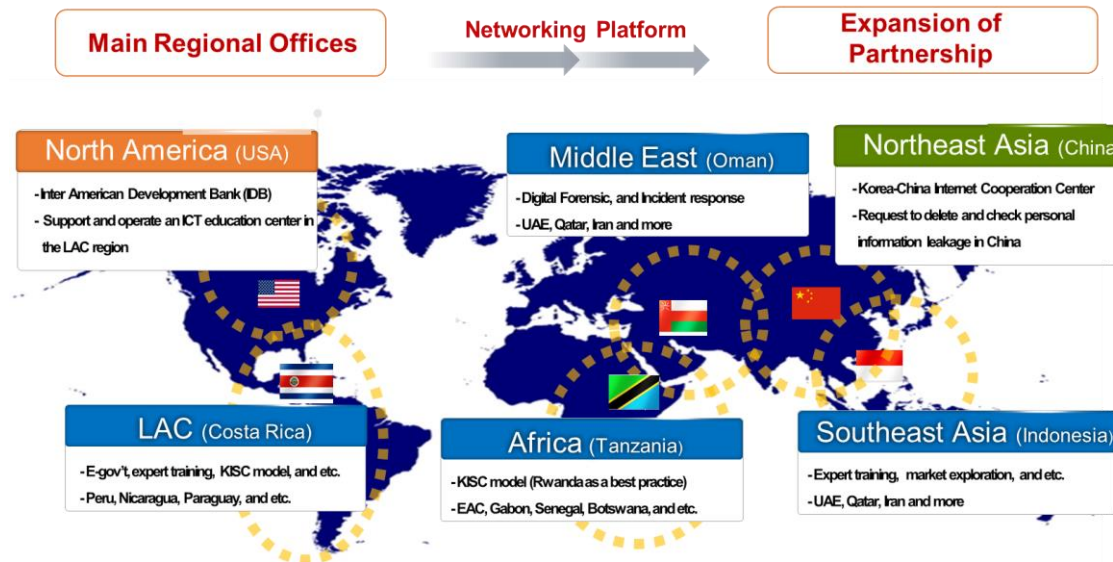 Main Regional Offices
Networking Platform
Expansion of
Partnership
North America (USA)
- Inter American Development Bank (IDB)
- Support and operate an ICT education center in
the LAC region
Middle East (Oman)
- Digital Forensic, and Incident response
- UAE, Qatar, Iran and more
Northeast Asia (China
- Korea-China Internet Cooperation Center
- Request to delete and check personal
information leakage in China
LAC (Costa Rica)
- E-gov't, expert training, KISC model, and etc.
- Peru, Nicaragua, Paraguay, and etc.
Africa (Tanzania)
- KISC model (Rwanda as a best practice)
- EAC, Gabon, Senegal, Botswana, and etc.
Southeast Asia (Indonesia)
- Expert training, market exploration, and etc.
- UAE, Qatar, Iran and more